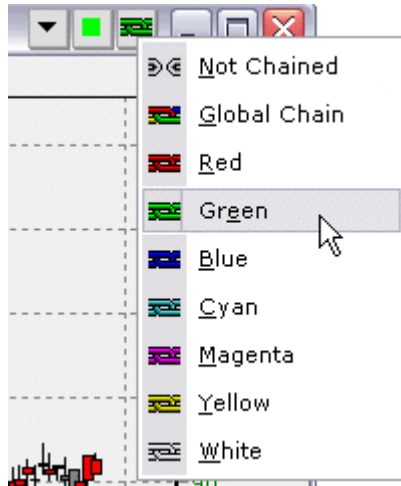 Not Chained
Global Chain
Red
Green
Blue
Cyan
Magenta
Yellow
White